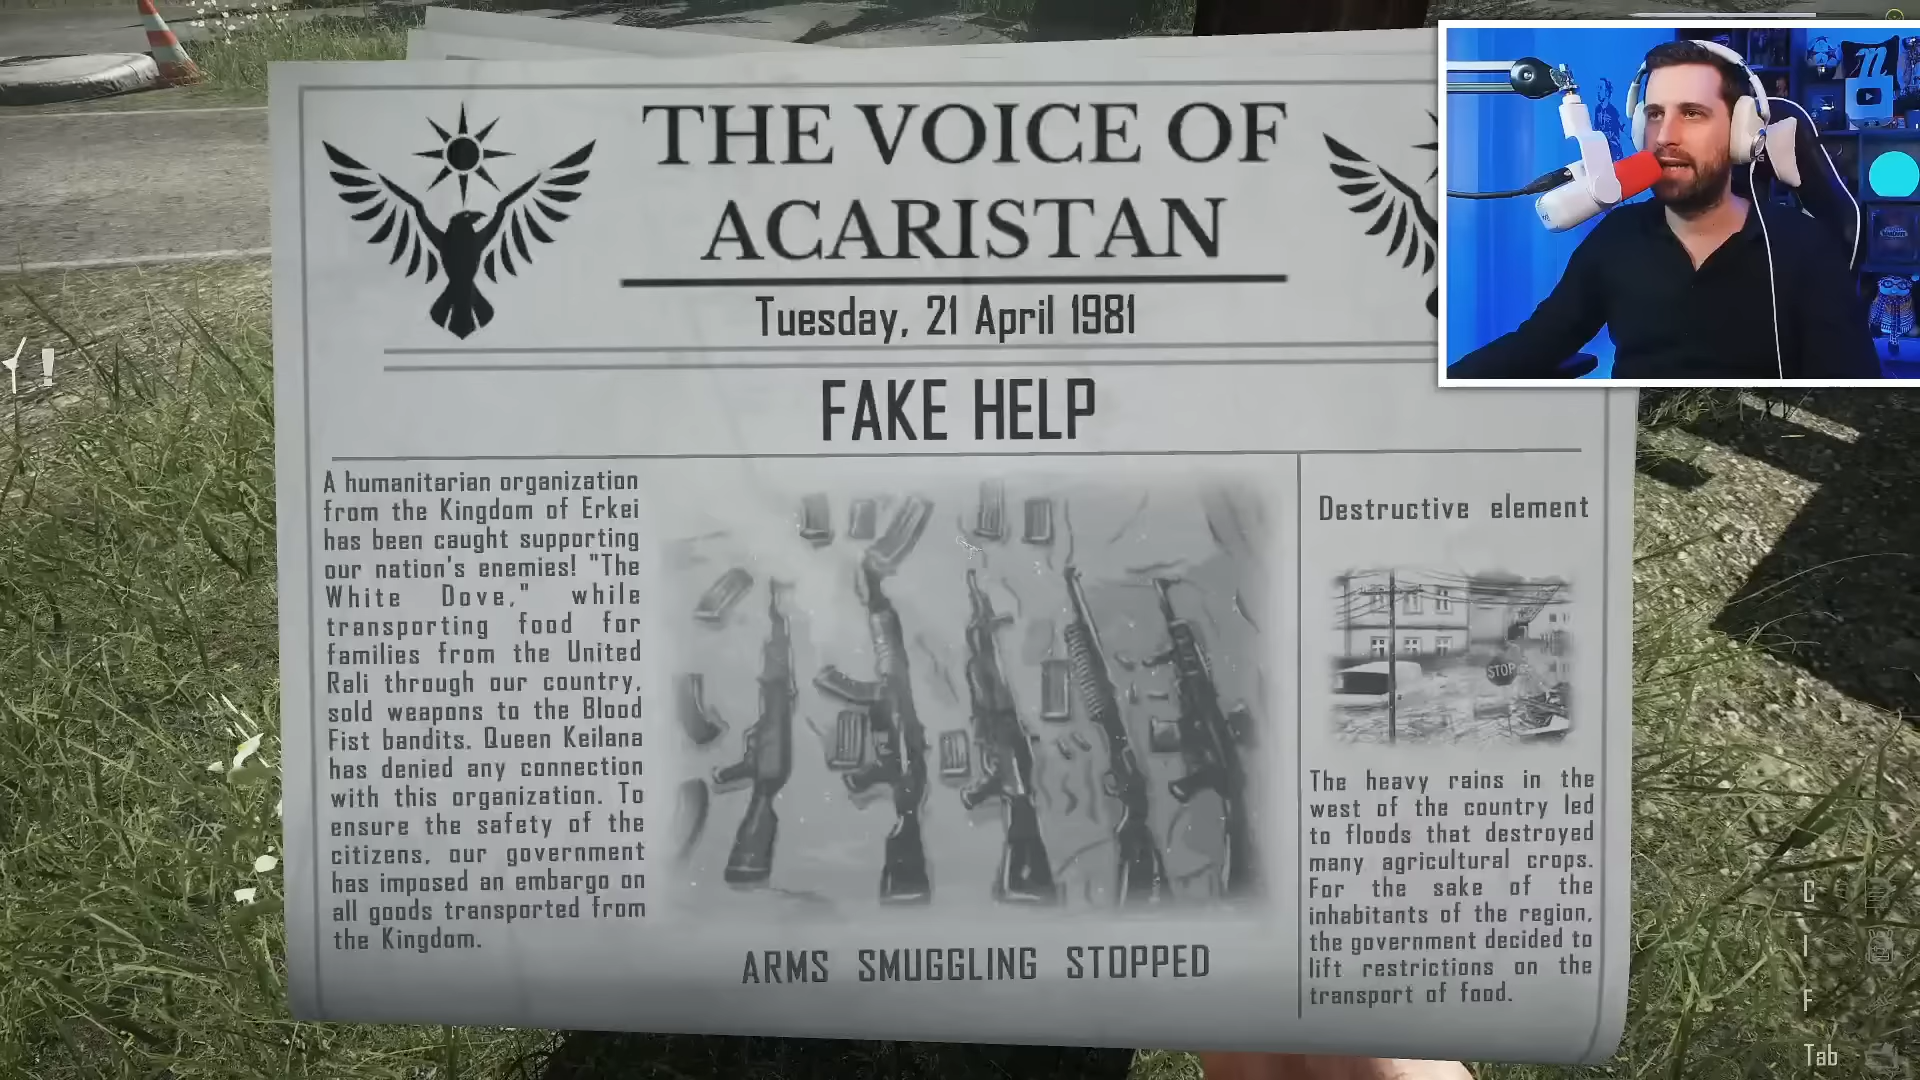 THE VOICE OF
ACARISTAN
Tuesday, 21 April 1981
FAKE HELP
A humanitarian organization
from the Kingdom of Erkei
has been caught supporting
our nation's enemies! "The
White Dove," while
transporting food for
families from the United
Rali through our country,
sold weapons to the Blood
Fist bandits. Queen Keilana
has denied any connection
with this organization. To
ensure the safety of the
citizens, our government
has imposed an embargo on
all goods transported from
the Kingdom.
ARMS SMUGGLING STOPPED
Destructive element
STOP
The heavy rains in the
west of the country led
to floods that destroyed
many agricultural crops.
For the sake of the
inhabitants of the region,
the government decided to
lift restrictions on the
transport of food.
C
I
F
Tab